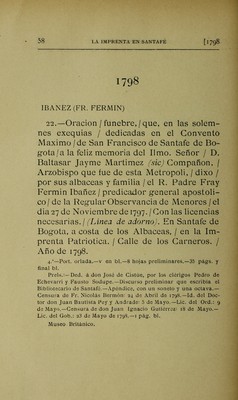 58 LA IMPRENTA EN SANTAFÉ [1798
1798
IBAÑEZ (FR. FERMIN)
22.—Oracion / funebre, / que, en las solem-
nes exequias / dedicadas en el Convento
Maximo / de San Francisco de Santafe de Bo-
gota / a la feliz memoria del Ilmo. Señor / D.
Baltasar Jayme Martimez (sic) Compañon, /
Arzobispo que fue de esta Metropoli, / dixo /
por sus albaceas y familia / el R. Padre Fray
Fermin Ibañez / predicador general apostoli-
co / de la Regular Observancia de Menores / el
dia 27 de Noviembre de 1797. / Con las licencias
necesarias. / (Linea de adorno). En Santafe de
Bogota, a costa de los Albaceas, / en la Im-
prenta Patriotica. / Calle de los Carneros. /
Año de 1798.
4.º—Port. orlada.—v. en bl.—8 hojas preliminares.—35 págs. y
final bl.
Prels.:—Ded. á don José de Gistos, por los clérigos Pedro de
Echevarri y Fausto Sodupe.—Discurso preliminar que escribía el
Bibliotecario de Santafé.—Apéndice, con un soneto y una octava.—
Censura de Fr. Nicolás Bermón: 24 de Abril de 1798.—Id. del Doc-
tor don Juan Bautista Pey y Andrade: 5 de Mayo.—Lic. del Ord.: 9
de Mayo.—Censura de don Juan Ignacio Gutiérrez: 18 de Mayo.—
Lic. del Gob.: 23 de Mayo de 1798.—1 pág. bl.
Museo Británico.